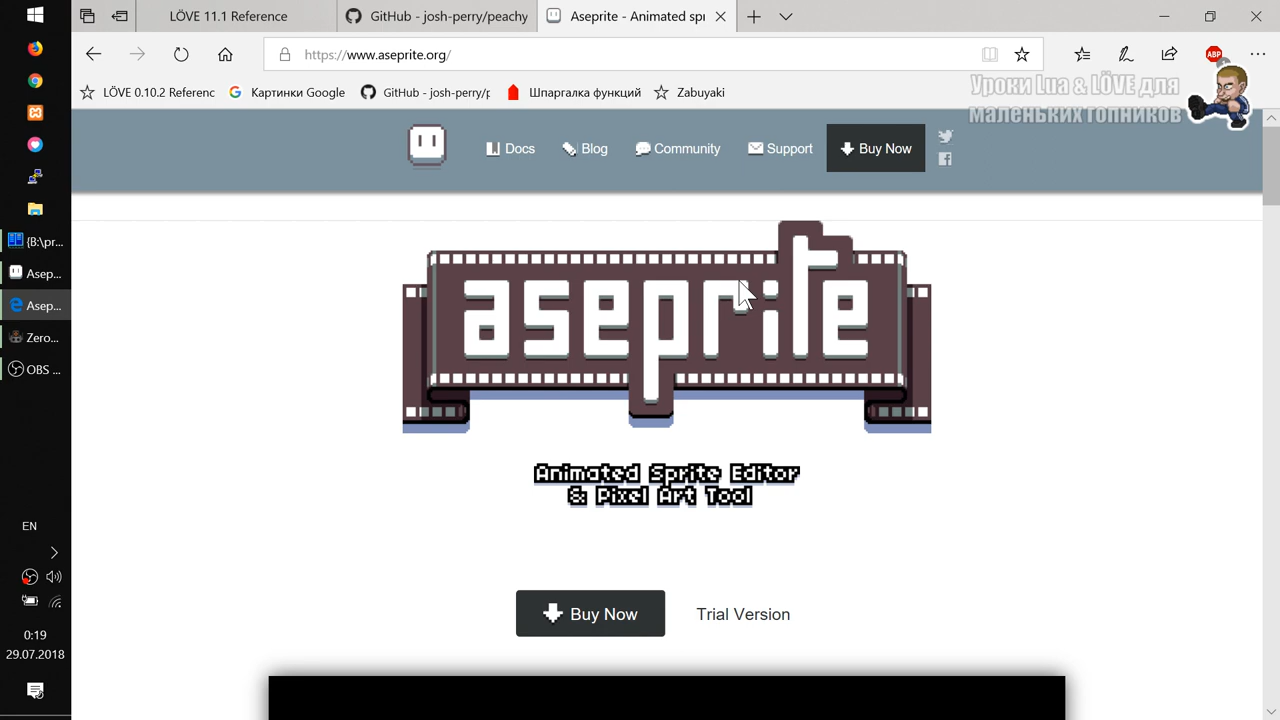 LÖVE 11.1 Reference
GitHub - josh-perry/peachy
Aseprite - Animated spr
https://www.aseprite.org/
ABP
LÖVE 0.10.2 Referenc
Картинки Google
GitHub - josh-perry/p
Шпаргалка функций
Zabuyaki
Уроки Lua & LÖVE для
маленьких гопников
Docs
Blog
Community
Support
Buy Now
aseprite
Animated Sprite Editor
& Pixel Art Tool
Buy Now
Trial Version
{B:\pr...
Asep...
Asep...
Zero...
OBS ...
EN
0:19
29.07.2018